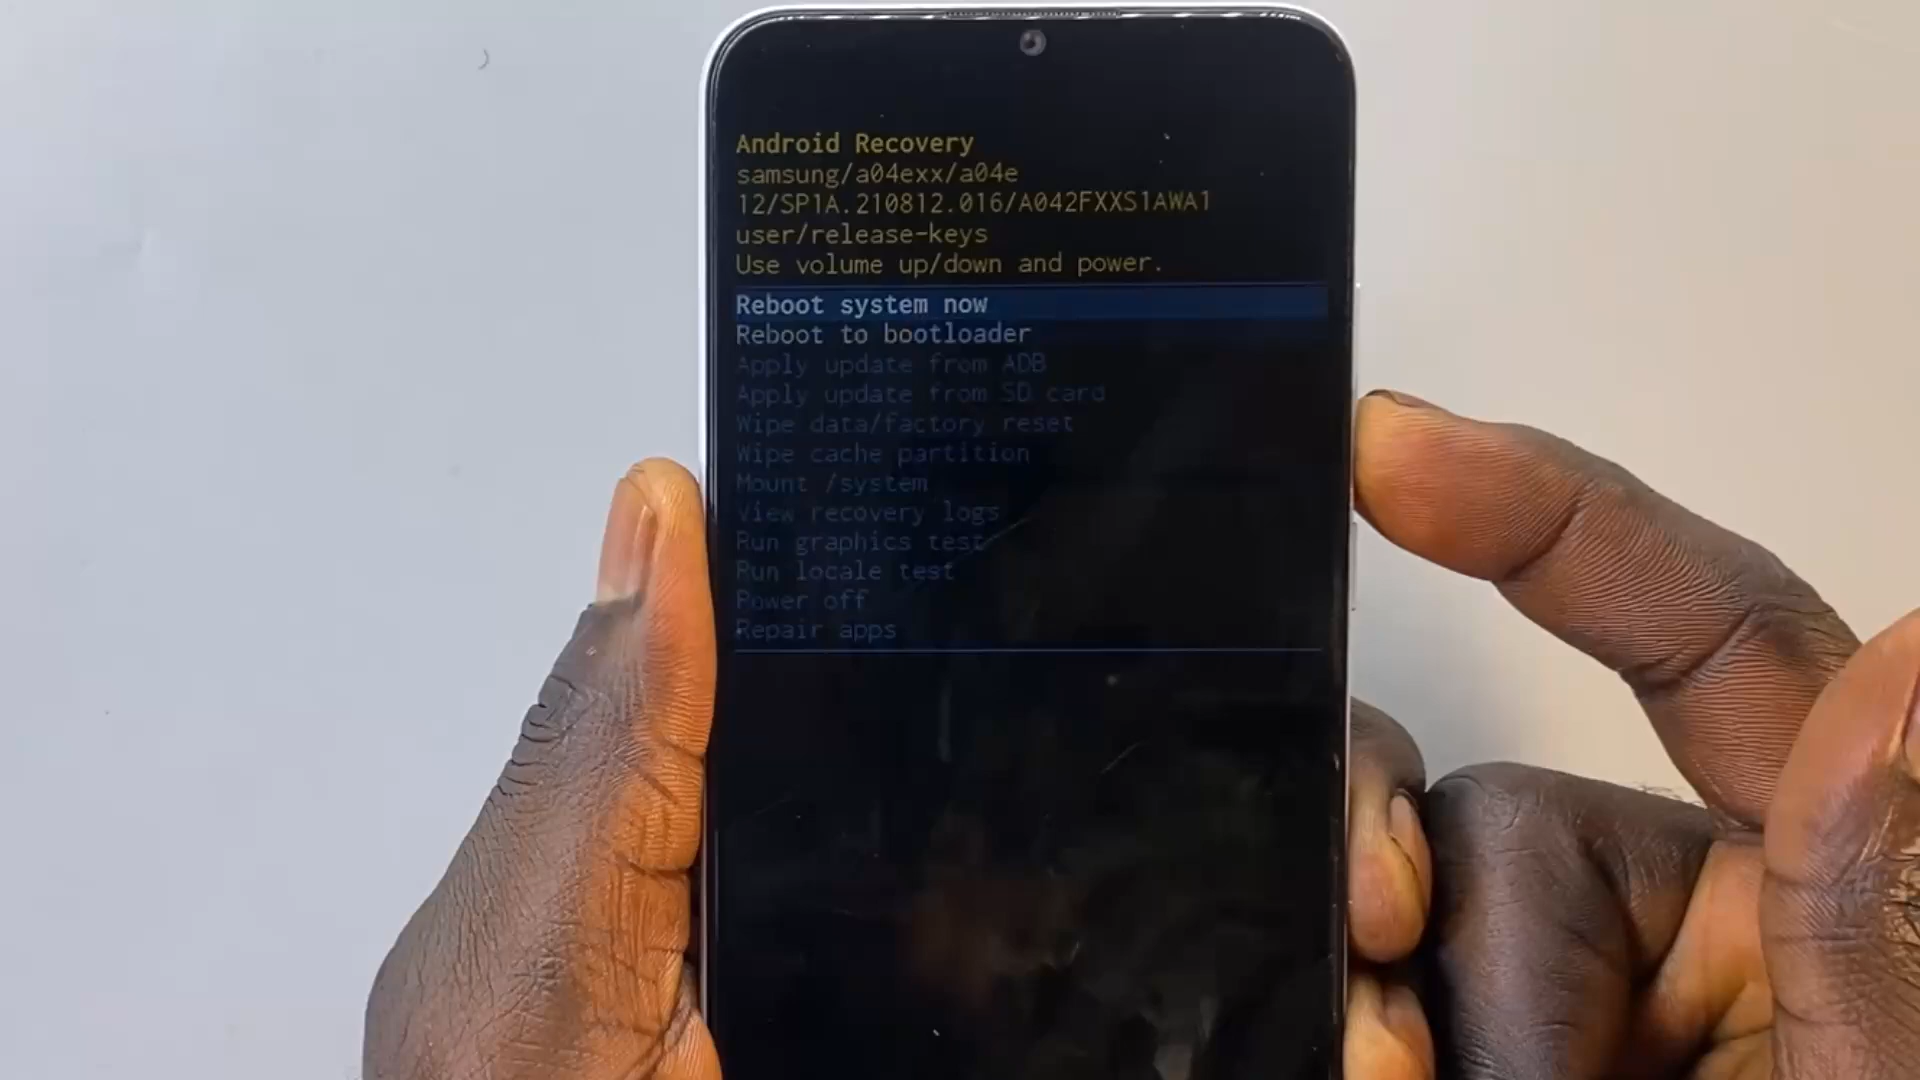 Android Recovery
samsung/a04exx/a04e
12/SP1A.210812.016/A042FXXS1AWA1
user/release-keys
Use volume up/down and power.
Reboot system now
Reboot to bootloader
Apply update from ADB
Apply update from SD card
Wipe data/factory reset
Wipe cache partition
Mount /system
View recovery logs
Run graphics test
Run locale test
Power off
Repair apps